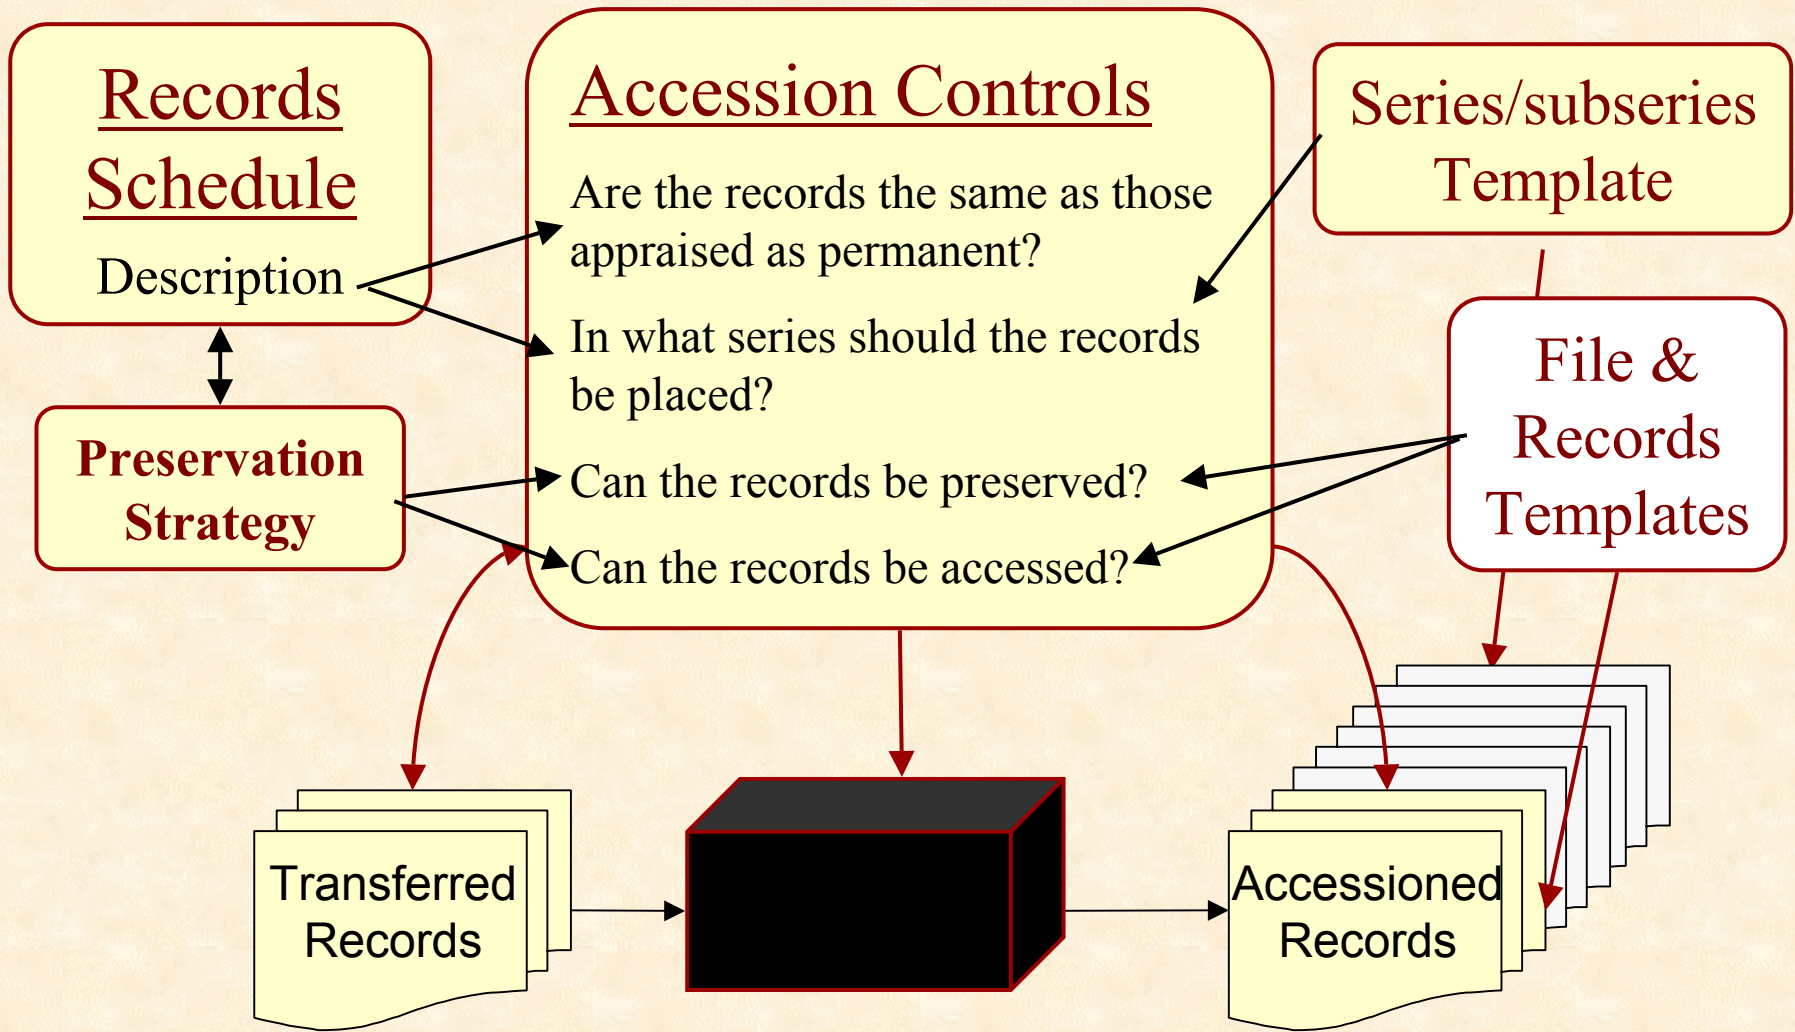 Records
Schedule
Description
Preservation
Strategy
Accession Controls
Are the records the same as those
appraised as permanent?
In what series should the records
be placed?
Can the records be preserved?
Can the records be accessed?
Series/subseries
Template
File &
Records
Templates
Transferred
Records
Accessioned
Records